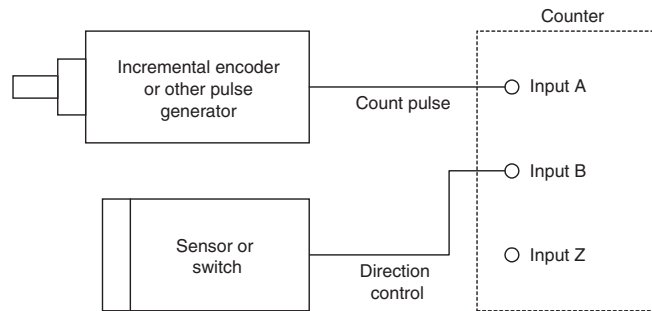 Counter
Incremental encoder
or other pulse
generator
Count pulse
Input A
Input B
Sensor or
switch
Direction
control
Input Z